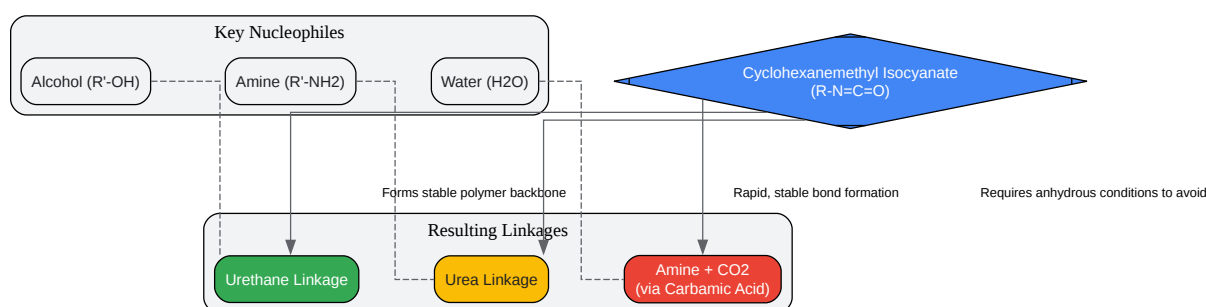 Key Nucleophiles
Alcohol (R'-OH)
Amine (R'-NH2)
Water (H2O)
Cyclohexanemethyl Isocyanate
(R-N=C=O)
Forms stable polymer backbone
Rapid, stable bond formation
Requires anhydrous conditions to avoid
Resulting Linkages
Urethane Linkage
Urea Linkage
Amine + CO2
(via Carbamic Acid)